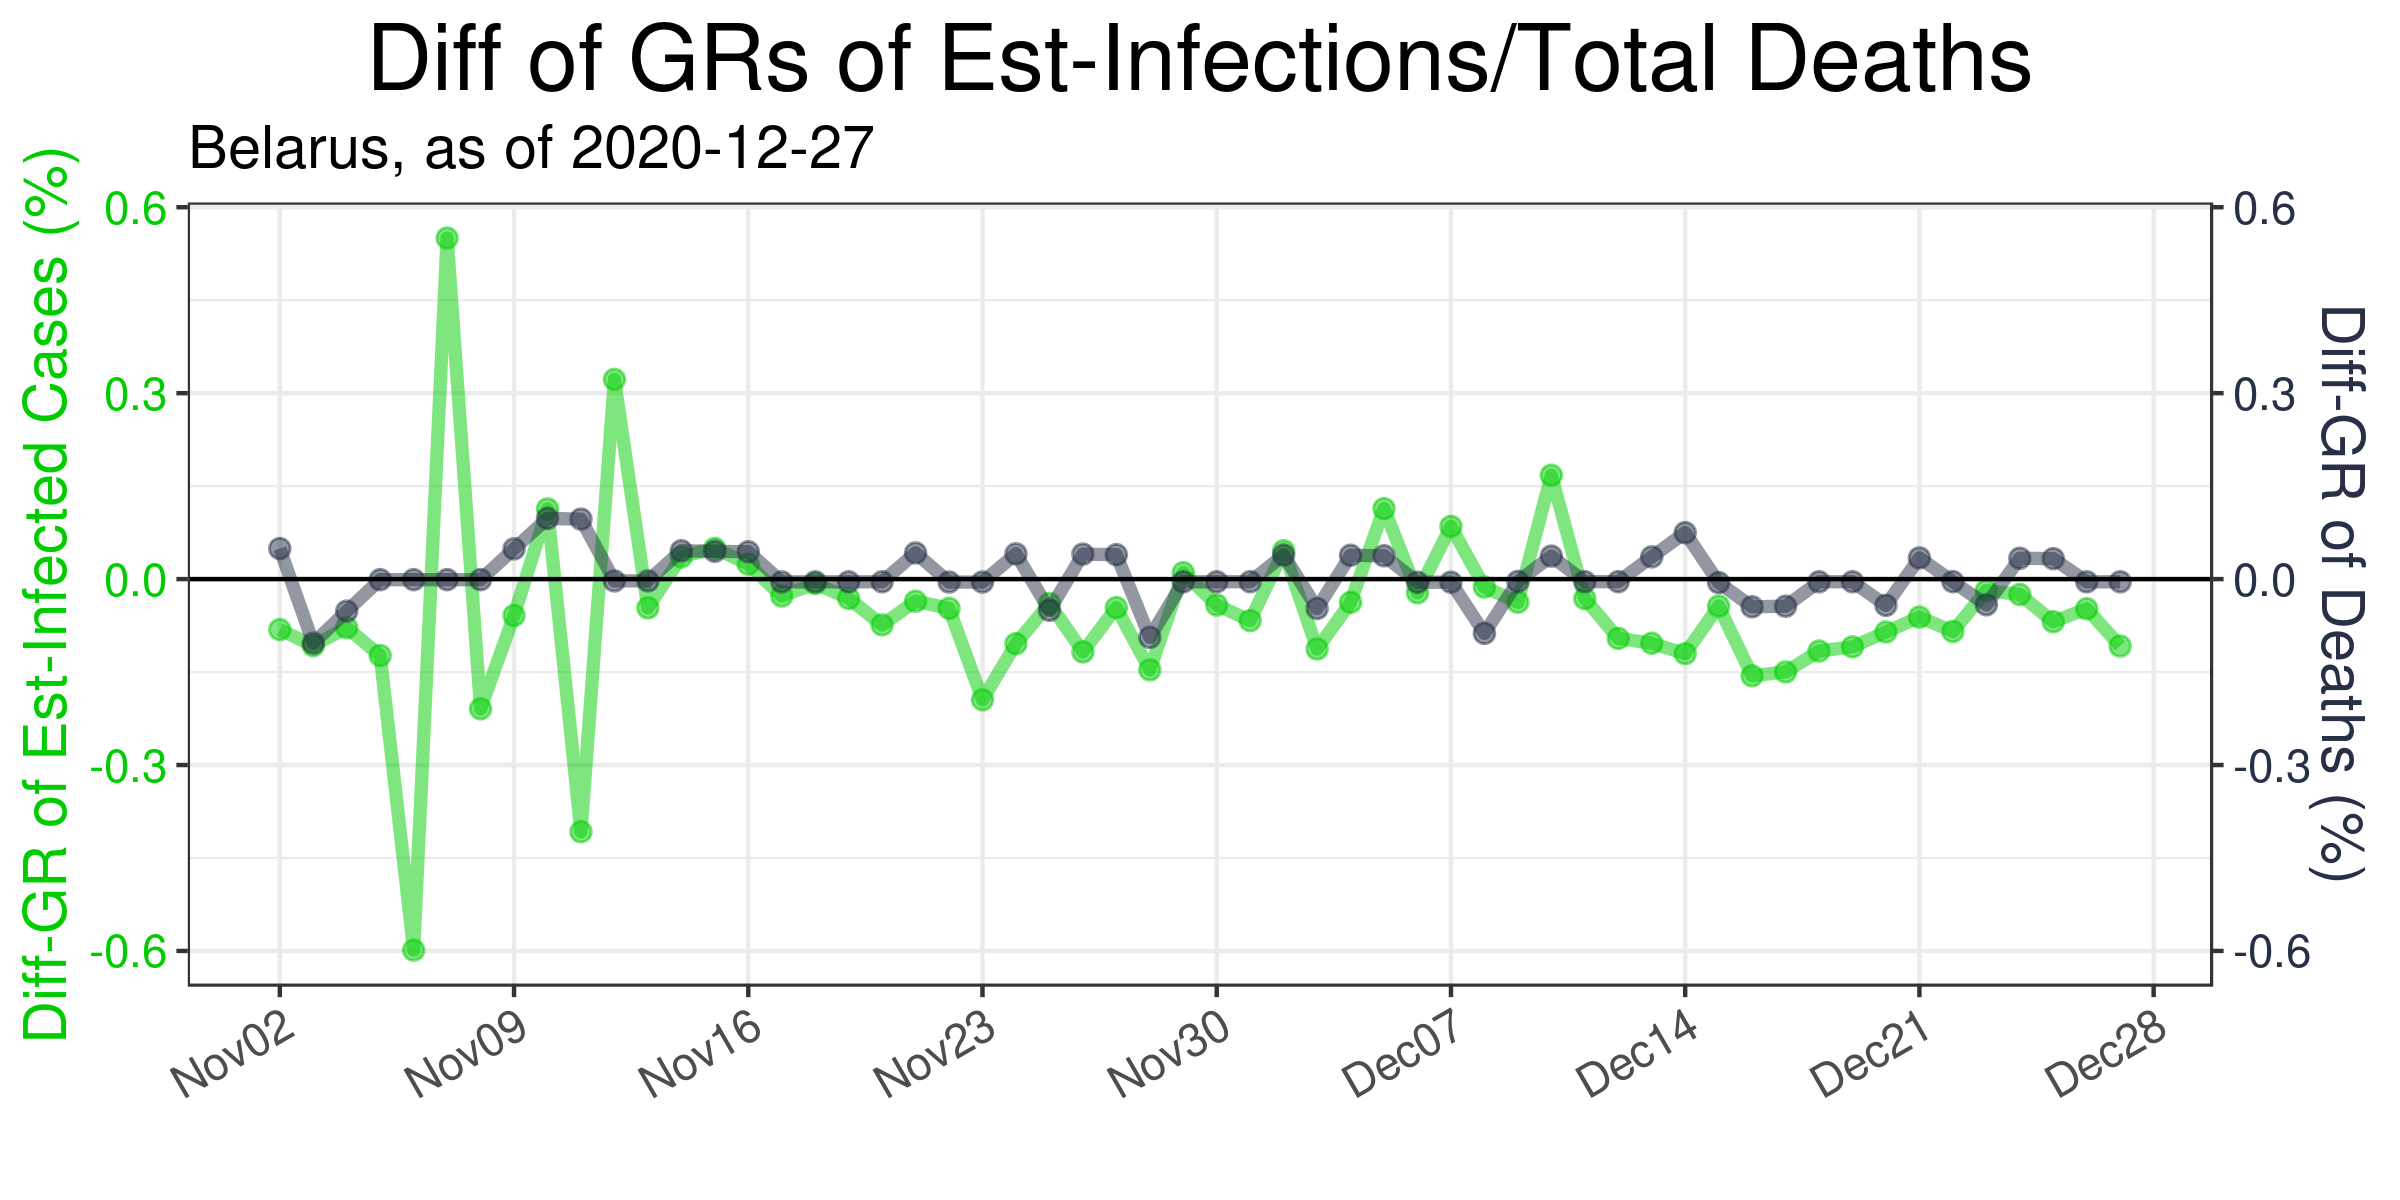 Diff of GRs of Est-Infections/Total Deaths
Belarus, as of 2020-12-27
Diff-GR of Est-Infected Cases (%)
0.6
0.3
0.0
-0.3
-0.6
0.6
0.3
0.0
-0.3
-0.6
Diff-GR of Deaths (%)
Nov02
Nov09
Nov16
Nov23
Nov30
Dec07
Dec14
Dec21
Dec28